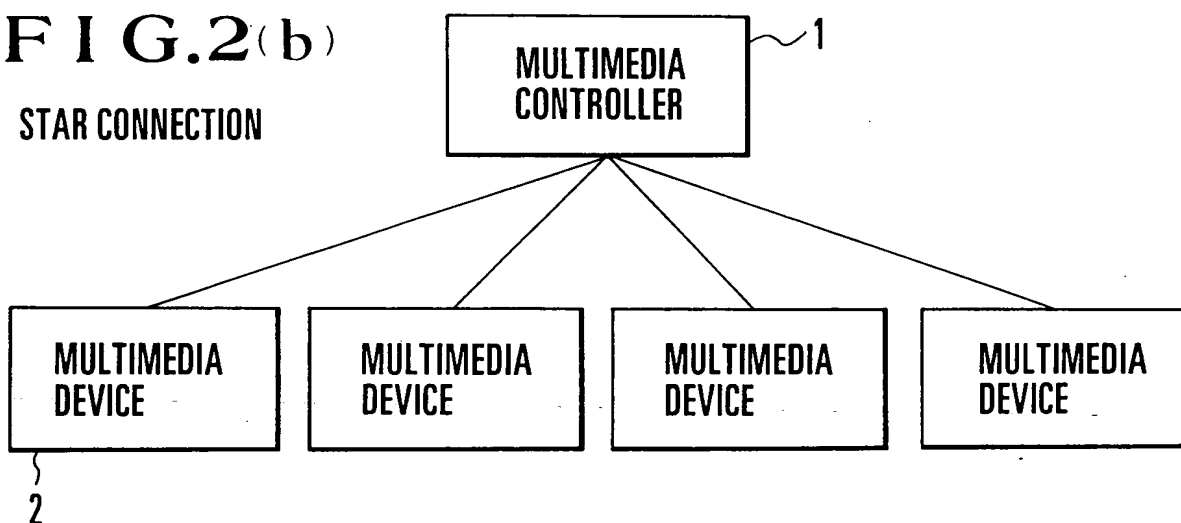 FIG.2(b)
STAR CONNECTION
MULTIMEDIA
CONTROLLER
1
MULTIMEDIA
DEVICE
MULTIMEDIA
DEVICE
MULTIMEDIA
DEVICE
MULTIMEDIA
DEVICE
2